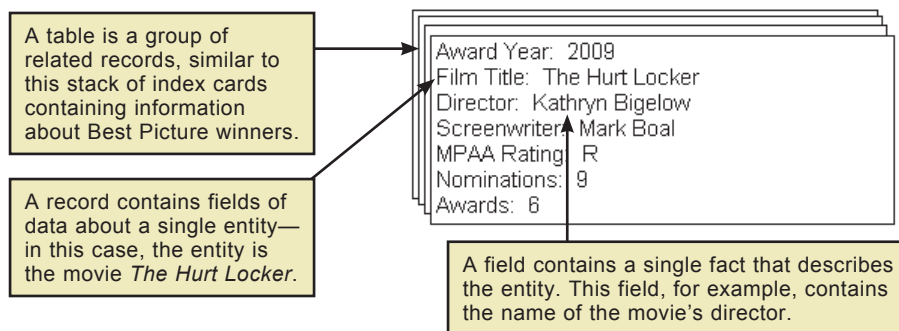 A table is a group of
related records, similar to
this stack of index cards
containing information
about Best Picture winners.
A record contains fields of
data about a single entity—
in this case, the entity is
the movie The Hurt Locker.
Award Year: 2009
Film Title: The Hurt Locker
Director: Kathryn Bigelow
Screenwriter: Mark Boal
MPAA Rating: R
Nominations: 9
Awards: 6
A field contains a single fact that describes
the entity. This field, for example, contains
the name of the movie's director.